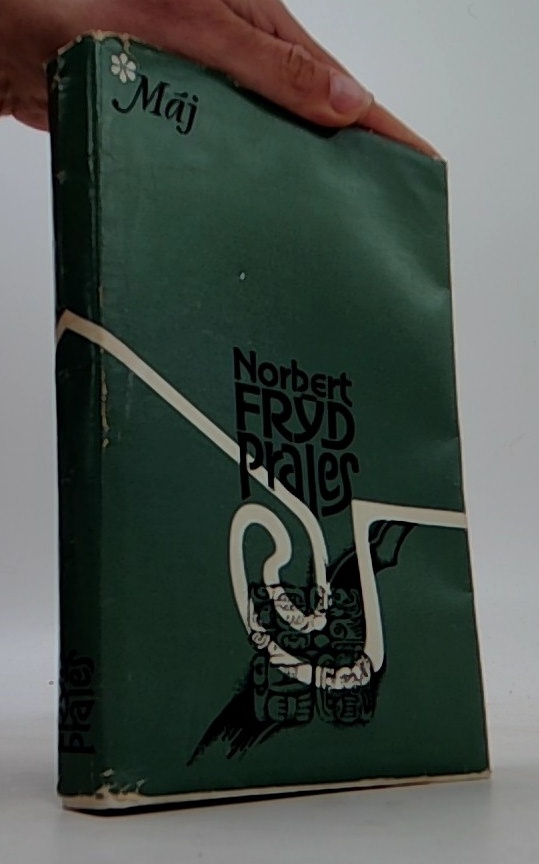 Máj
Norbert
FRÝD
Prales
Prales